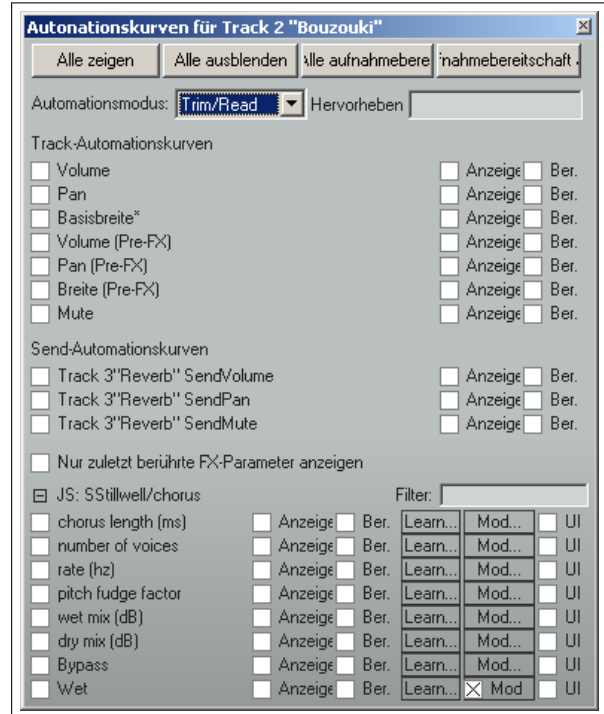 Autonationskurven für Track 2 "Bouzouki"
Alle zeigen Alle ausblenden Alle aufnahmebere fnahmebereitschaft
Automationsmodus: Trim/Read Hervorheben
Track-Automationskurven
Volume Anzeige Ber.
Pan Anzeige Ber.
Basisbreite* Anzeige Ber.
Volume (Pre-FX) Anzeige Ber.
Pan (Pre-FX) Anzeige Ber.
Breite (Pre-FX) Anzeige Ber.
Mute Anzeige Ber.
Send-Automationskurven
Track 3"Reverb" SendVolume Anzeige Ber.
Track 3"Reverb" SendPan Anzeige Ber.
Track 3"Reverb" SendMute Anzeige Ber.
Nur zuletzt berührte FX-Parameter anzeigen
JS: SStillwell/chorus Filter:
chorus length (ms) Anzeige Ber. Learn... Mod... UI
number of voices Anzeige Ber. Learn... Mod... UI
rate (hz) Anzeige Ber. Learn... Mod... UI
pitch fudge factor Anzeige Ber. Learn... Mod... UI
wet mix (dB) Anzeige Ber. Learn... Mod... UI
dry mix (dB) Anzeige Ber. Learn... Mod... UI
Bypass Anzeige Ber. Learn... Mod... UI
Wet Anzeige Ber. Learn... Mod UI